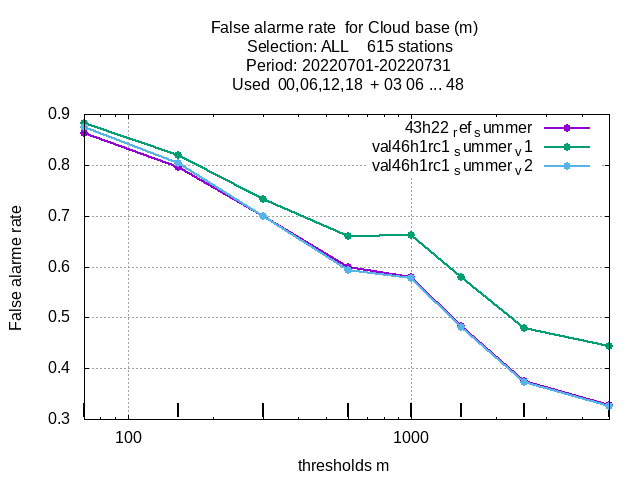 False alarme rate  for Cloud base (m)
Selection: ALL    615 stations
Period: 20220701-20220731
Used  00,06,12,18  + 03 06 ... 48
0.9
43h22 ref summer
val46h1rc1 summer v1
val46h1rc1 summer v2
0.8
0.7
0.6
0.5
0.4
0.3
False alarme rate
100
1000
thresholds m